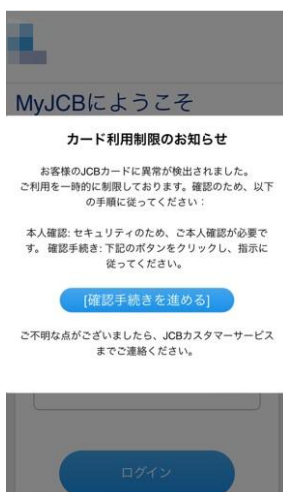 MyJCBにようこそ
カード利用制限のお知らせ
お客様のJCBカードに異常が検出されました。
ご利用を一時的に制限しております。確認のため、以下
の手順に従ってください：
本人確認: セキュリティのため、ご本人確認が必要で
す。 確認手続き: 下記のボタンをクリックし、指示に
従ってください。
[確認手続きを進める]
ご不明な点がございましたら、JCBカスタマーサービス
までご連絡ください。
ログイン